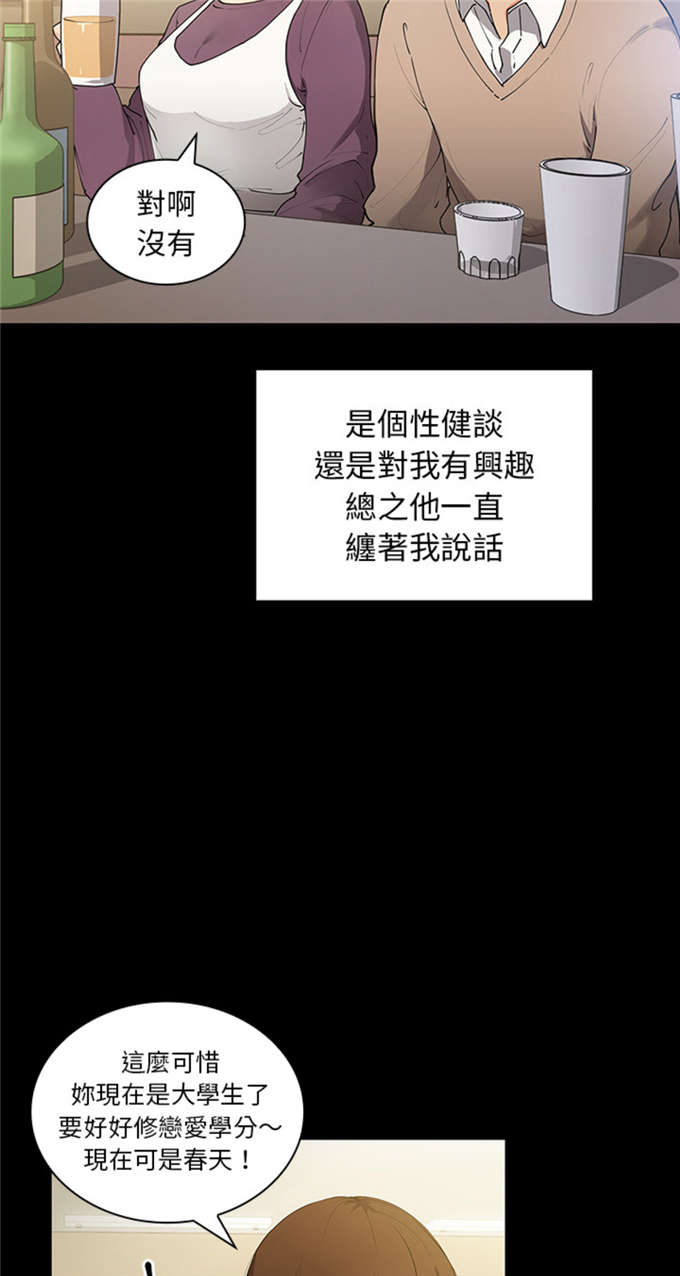 對啊
沒有
是個性健談
還是對我有興趣
總之他一直
纏著我說話
這麼可惜
妳現在是大學生了
要好好修戀愛學分～
現在可是春天！